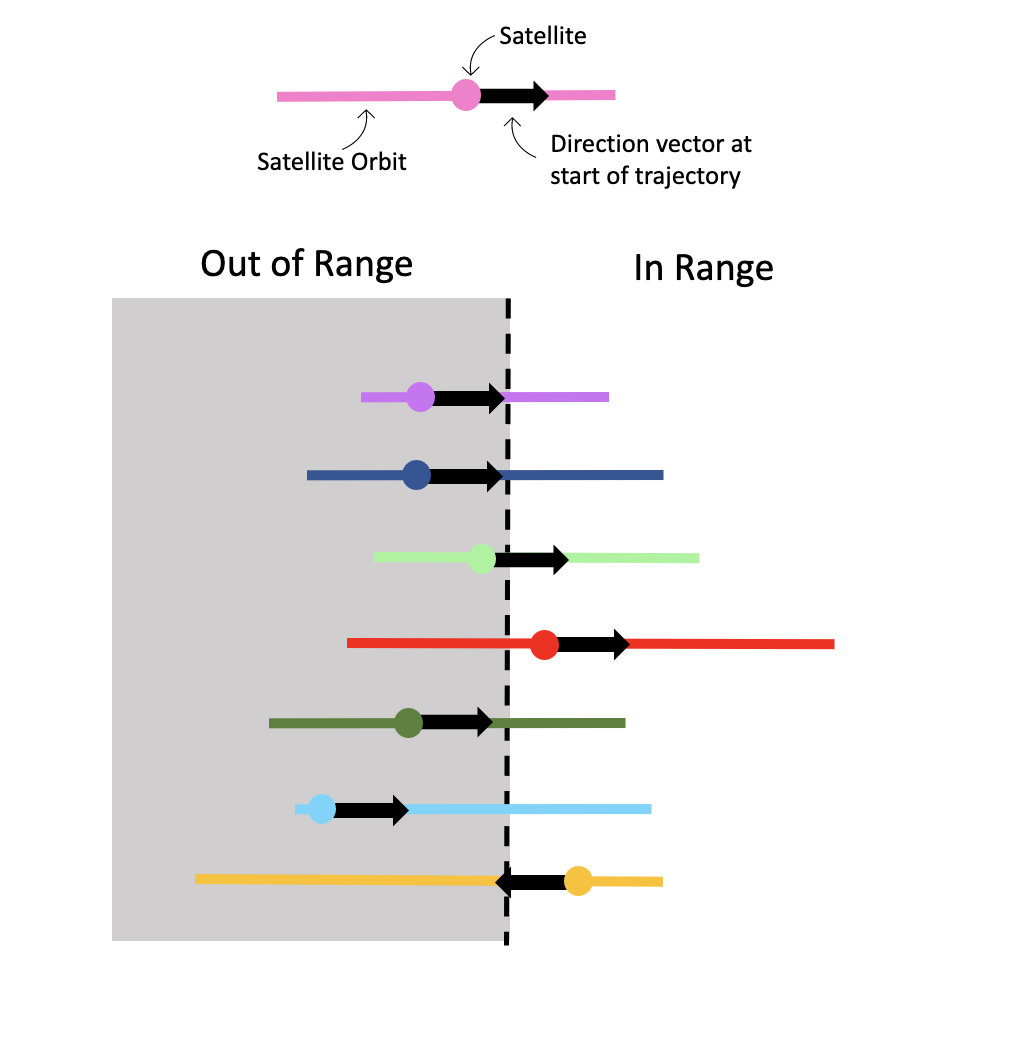 Satellite
Satellite Orbit
Direction vector at
start of trajectory
Out of Range
In Range